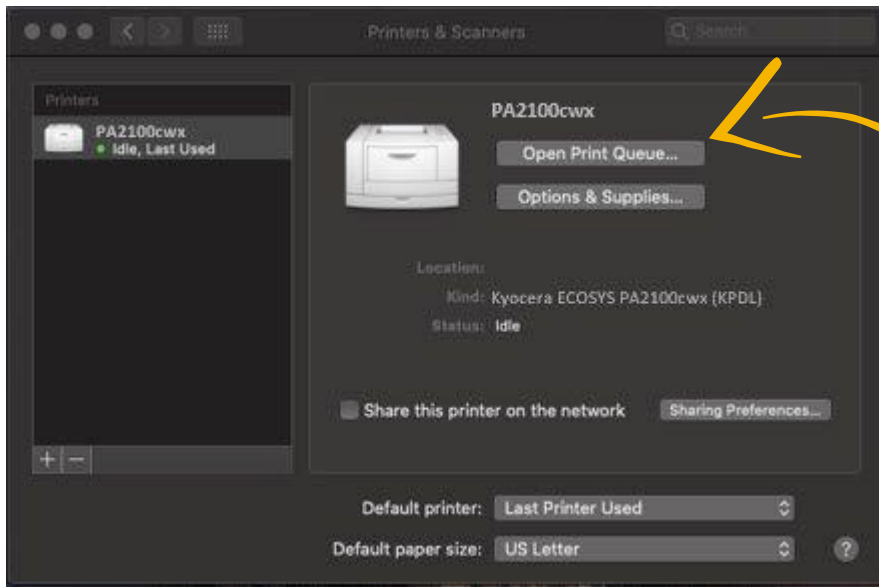 Printers & Scanners
Search
Printers
PA2100cwx
Idle, Last Used
PA2100cwx
Open Print Queue...
Options & Supplies...
Location:
Kind: Kyocera ECOSYS PA2100cwx (KPDL)
Status: Idle
Share this printer on the network
Sharing Preferences...
+ −
Default printer: Last Printer Used
Default paper size: US Letter
?